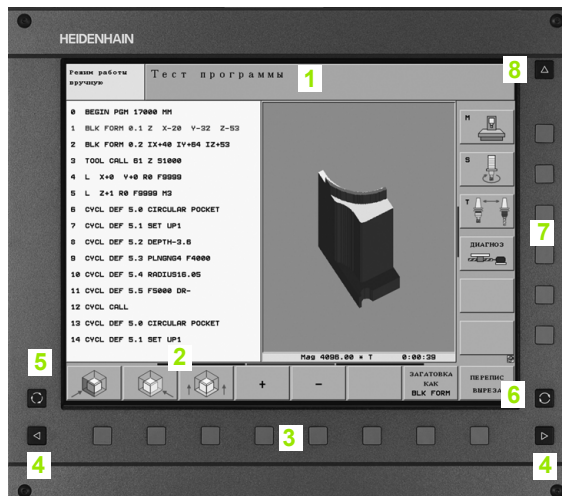 HEIDENHAIN
Режим работы
вручную
Тест программы
1
8
0 BEGIN PGM 17000 MM
1 BLK FORM 0.1 Z X-20 Y-32 Z-53
2 BLK FORM 0.2 IX+40 IY+64 IZ+53
3 TOOL CALL 61 Z S1000
4 L X+0 Y+0 R0 F9999
5 L Z+1 R0 F9999 M3
6 CYCL DEF 5.0 CIRCULAR POCKET
7 CYCL DEF 5.1 SET UP1
8 CYCL DEF 5.2 DEPTH-3.6
9 CYCL DEF 5.3 PLNGNG4 F4000
10 CYCL DEF 5.4 RADIUS16.05
11 CYCL DEF 5.5 F5000 DR-
12 CYCL CALL
13 CYCL DEF 5.0 CIRCULAR POCKET
14 CYCL DEF 5.1 SET UP1
M
S
T
ДИАГНОЗ
7
Mag 4096.00 * T 0:00:39
5
2
+
-
ЗАГАТОВКА
КАК
BLK FORM
ПЕРЕПИС
ВЫРЕЗА
6
3
4
4